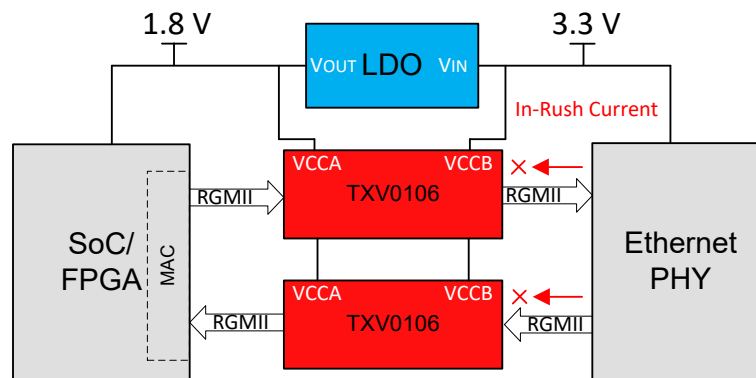 1.8 V
3.3 V
VOUT LDO VIN
In-Rush Current
VCCA VCCB
TXV0106
RGMII
RGMII
SoC/
FPGA
MAC
Ethernet
PHY
VCCA VCCB
TXV0106
RGMII
RGMII